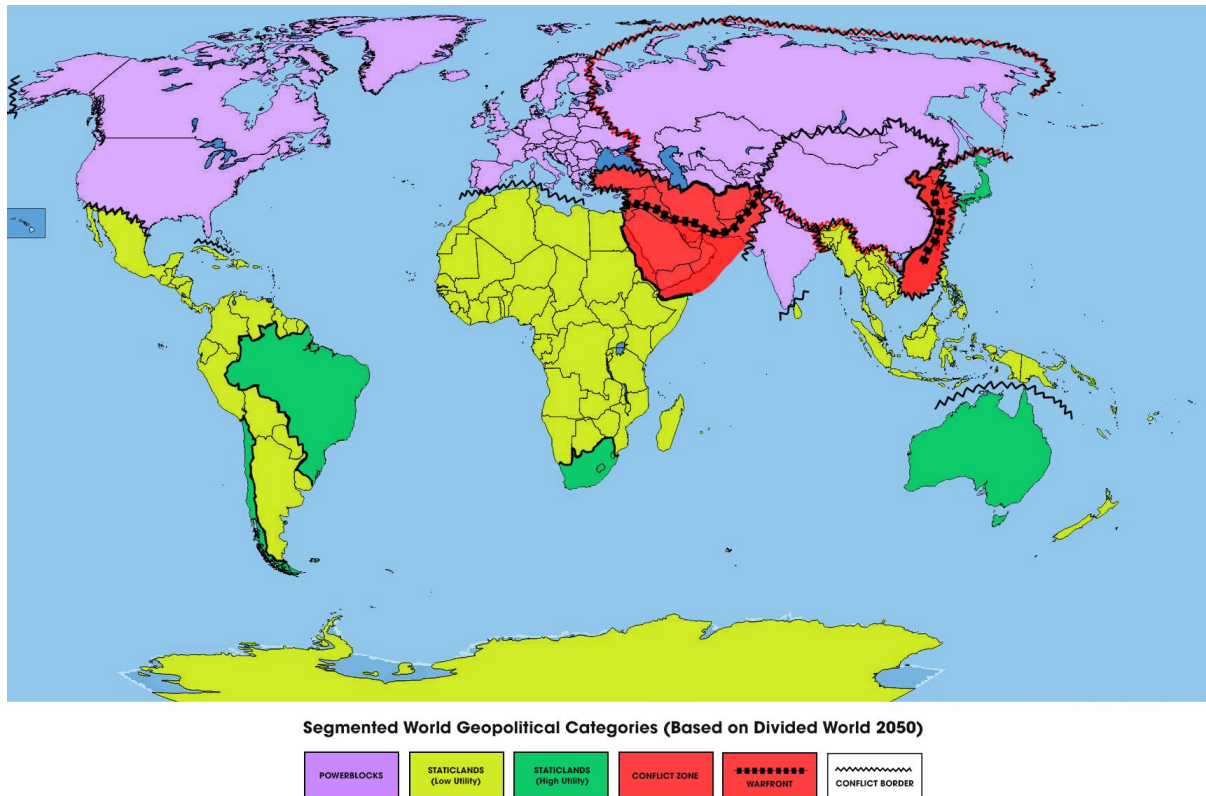 Segmented World Geopolitical Categories (Based on Divided World 2050)
POWERBLOCKS
STATICLANDS
(Low Utility)
STATICLANDS
(High Utility)
CONFLICT ZONE
WARFRONT
CONFLICT BORDER